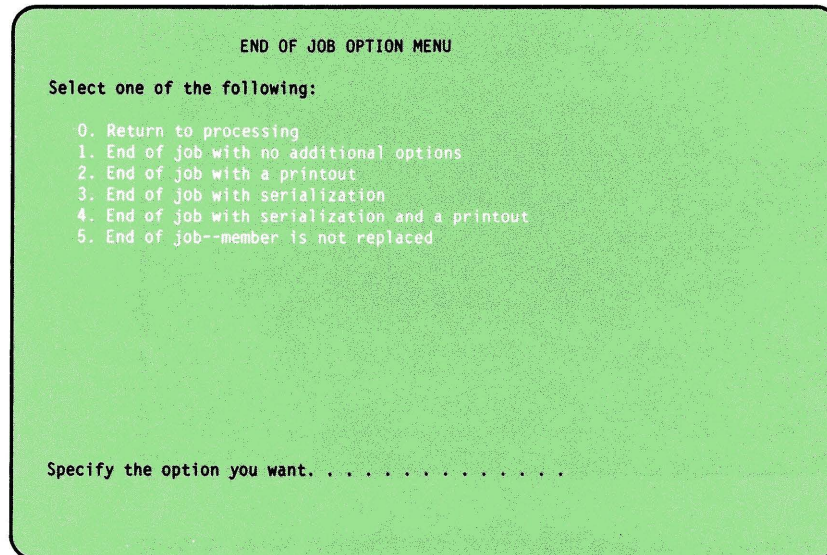 END OF JOB OPTION MENU
Select one of the following:
0. Return to processing
1. End of job with no additional options
2. End of job with a printout
3. End of job with serialization
4. End of job with serialization and a printout
5. End of job--member is not replaced
Specify the option you want. . . . . . . . . . . . . . .